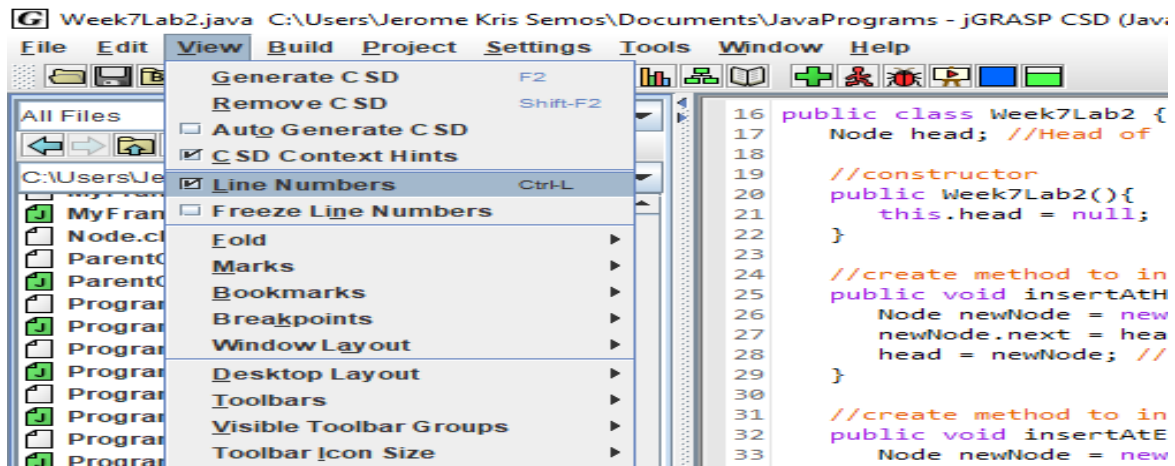 Week7Lab2.java C:\Users\Jerome Kris Semos\Documents\JavaPrograms - jGRASP CSD (Java
File Edit View Build Project Settings Tools Window Help
Generate CSD F2
Remove CSD Shift-F2
Auto Generate CSD
CSD Context Hints
Line Numbers Ctrl-L
Freeze Line Numbers
Fold
Marks
Bookmarks
Breakpoints
Window Layout
Desktop Layout
Toolbars
Visible Toolbar Groups
Toolbar Icon Size
All Files
C:\Users\Je
MyFran
Node.cl
ParentC
ParentC
Program
Program
Program
Program
Program
Program
Program
Program
16 public class Week7Lab2 {
17 Node head; //Head of
18
19 //constructor
20 public Week7Lab2(){
21 this.head = null;
22 }
23
24 //create method to in
25 public void insertAtH
26 Node newNode = new
27 newNode.next = hea
28 head = newNode; //
29 }
30
31 //create method to in
32 public void insertAtE
33 Node newNode = new